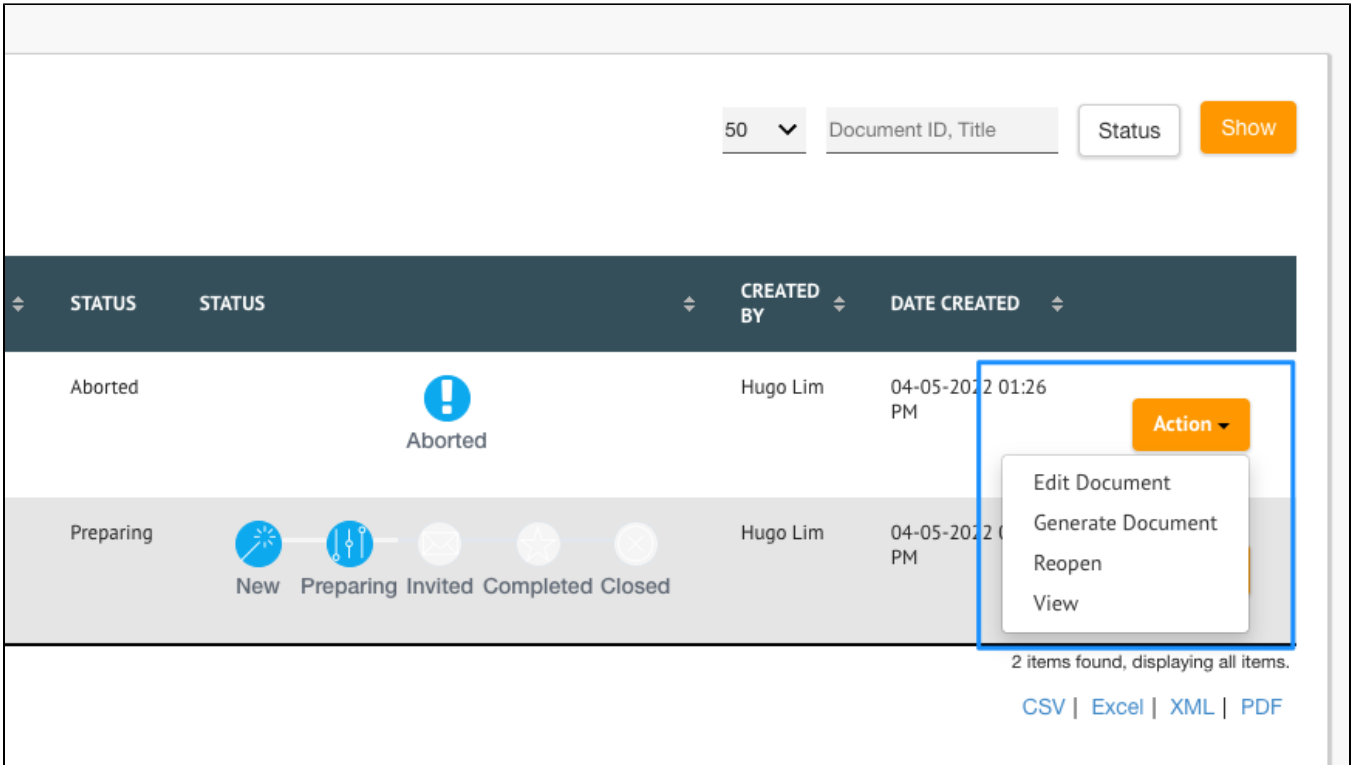 50
Document ID, Title
Status
Show
STATUS
STATUS
CREATED
BY
DATE CREATED
Aborted
Aborted
Hugo Lim
04-05-2022 01:26
PM
Action
Edit Document
Generate Document
Reopen
View
Preparing
New Preparing Invited Completed Closed
Hugo Lim
04-05-2022
PM
2 items found, displaying all items.
CSV | Excel | XML | PDF